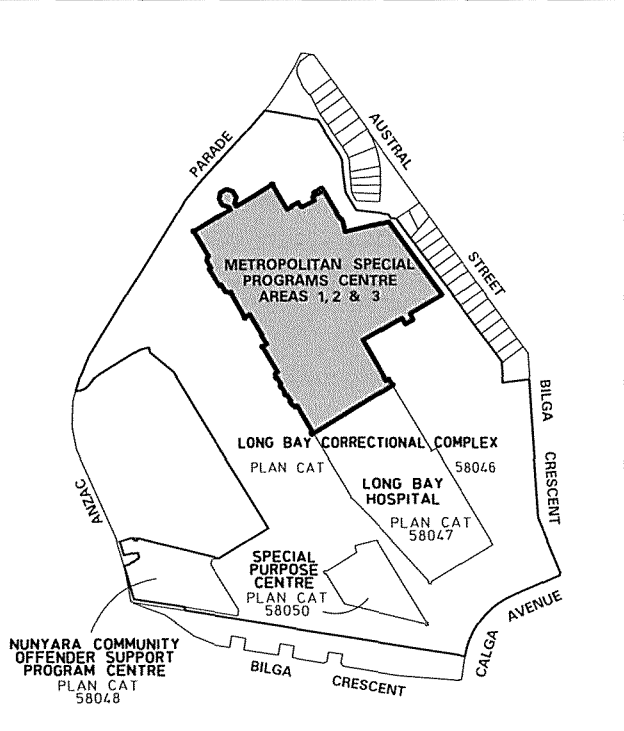 AUSTRAL
PARADE
METROPOLITAN SPECIAL
PROGRAMS CENTRE
AREAS 1, 2 & 3
STREET
BILGA
CRESCENT
LONG BAY CORRECTIONAL COMPLEX
PLAN CAT 58046
LONG BAY
HOSPITAL
PLAN CAT
58047
ANZAC
SPECIAL
PURPOSE
CENTRE
PLAN CAT
58050
AVENUE
CALGA
NUNYARA COMMUNITY
OFFENDER SUPPORT
PROGRAM CENTRE
PLAN CAT
58048
BILGA
CRESCENT